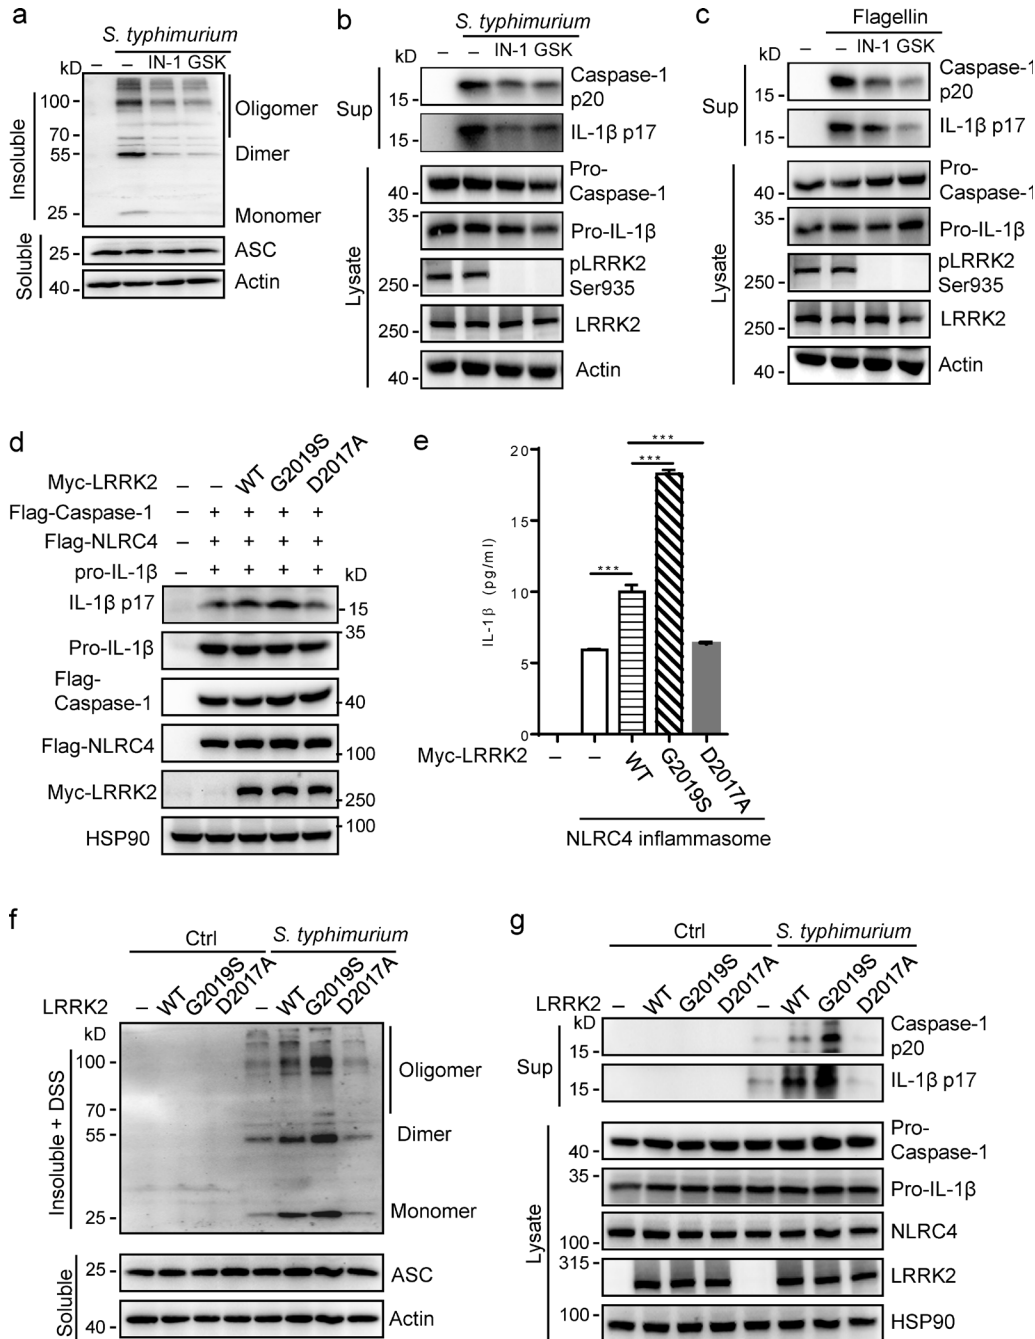 a
S. typhimurium
– – IN-1 GSK
kD
100
70
55
25
Insoluble
Oligomer
Dimer
Monomer
Soluble
25
ASC
40
Actin
b
S. typhimurium
– – IN-1 GSK
kD
Sup
15
Caspase-1
p20
15
IL-1β p17
Lysate
40
Pro-
Caspase-1
35
Pro-IL-1β
250
pLRRK2
Ser935
250
LRRK2
40
Actin
c
Flagellin
– – IN-1 GSK
kD
Sup
15
Caspase-1
p20
15
IL-1β p17
Lysate
40
Pro-
Caspase-1
35
Pro-IL-1β
250
pLRRK2
Ser935
250
LRRK2
40
Actin
d
Myc-LRRK2 – – WT G2019S D2017A
Flag-Caspase-1 – + + + +
Flag-NLRC4 – + + + +
pro-IL-1β – + + + +
kD
IL-1β p17
15
35
Pro-IL-1β
Flag-
Caspase-1
40
Flag-NLRC4
100
Myc-LRRK2
250
100
HSP90
e
***
***
***
20
15
10
5
0
IL-1β (pg/ml)
Myc-LRRK2 – – WT G2019S D2017A
NLRC4 inflammasome
f
Ctrl S. typhimurium
LRRK2 – WT G2019S D2017A – WT G2019S D2017A
kD
100
70
55
25
Insoluble + DSS
Oligomer
Dimer
Monomer
Soluble
25
ASC
40
Actin
g
Ctrl S. typhimurium
LRRK2 – WT G2019S D2017A – WT G2019S D2017A
kD
Sup
15
Caspase-1
p20
15
IL-1β p17
Lysate
40
Pro-
Caspase-1
35
Pro-IL-1β
100
NLRC4
315
LRRK2
100
HSP90